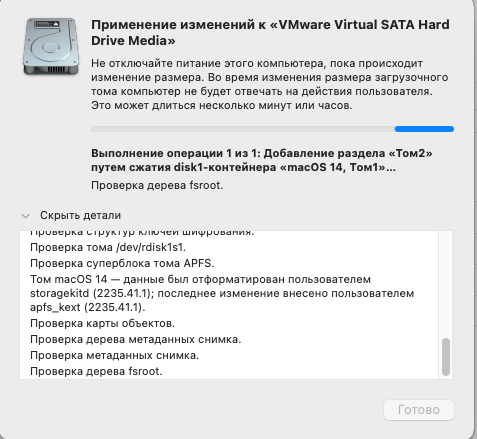 Применение изменений к «VMware Virtual SATA Hard
Drive Media»
Не отключайте питание этого компьютера, пока происходит
изменение размера. Во время изменения размера загрузочного
тома компьютер не будет отвечать на действия пользователя.
Это может длиться несколько минут или часов.
Выполнение операции 1 из 1: Добавление раздела «Том2»
путем сжатия disk1-контейнера «macOS 14, Том1»...
Проверка дерева fsroot.
Скрыть детали
Проверка структур ключей шифрования.
Проверка тома /dev/rdisk1s1.
Проверка суперблока тома APFS.
Том macOS 14 — данные был отформатирован пользователем
storagekitd (2235.41.1); последнее изменение внесено пользователем
apfs_kext (2235.41.1).
Проверка карты объектов.
Проверка дерева метаданных снимка.
Проверка метаданных снимка.
Проверка дерева fsroot.
Готово